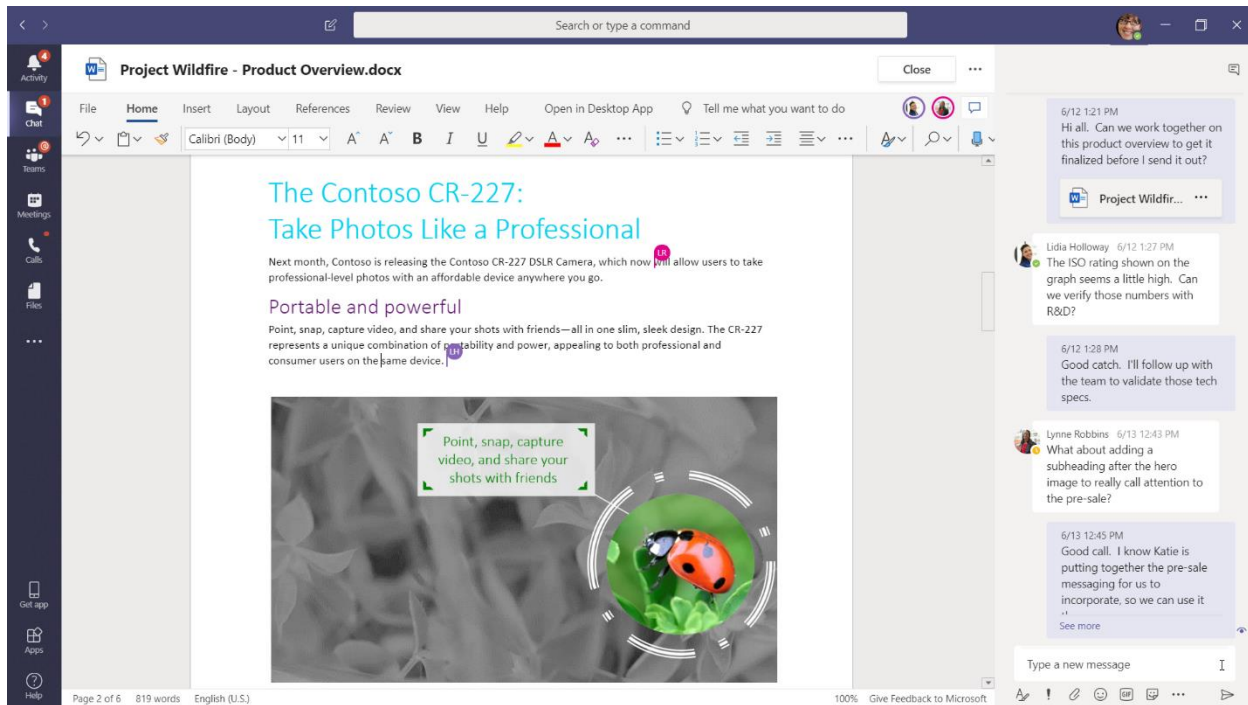 Search or type a command
4
Activity
1
Chat
Teams
Meetings
Calls
Files
Get app
Apps
Help
Project Wildfire - Product Overview.docx
Close
File Home Insert Layout References Review View Help Open in Desktop App Tell me what you want to do
Calibri (Body) 11 A A B I U A A
The Contoso CR-227:
Take Photos Like a Professional
LR
Next month, Contoso is releasing the Contoso CR-227 DSLR Camera, which now will allow users to take
professional-level photos with an affordable device anywhere you go.
Portable and powerful
Point, snap, capture video, and share your shots with friends—all in one slim, sleek design. The CR-227
represents a unique combination of portability and power, appealing to both professional and
LH
consumer users on the same device.
Point, snap, capture
video, and share your
shots with friends
Page 2 of 6 819 words English (U.S.) 100% Give Feedback to Microsoft
6/12 1:21 PM
Hi all. Can we work together on
this product overview to get it
finalized before I send it out?
Project Wildfir...
Lidia Holloway 6/12 1:27 PM
The ISO rating shown on the
graph seems a little high. Can
we verify those numbers with
R&D?
6/12 1:28 PM
Good catch. I'll follow up with
the team to validate those tech
specs.
Lynne Robbins 6/13 12:43 PM
What about adding a
subheading after the hero
image to really call attention to
the pre-sale?
6/13 12:45 PM
Good call. I know Katie is
putting together the pre-sale
messaging for us to
incorporate, so we can use it
See more
Type a new message
GIF